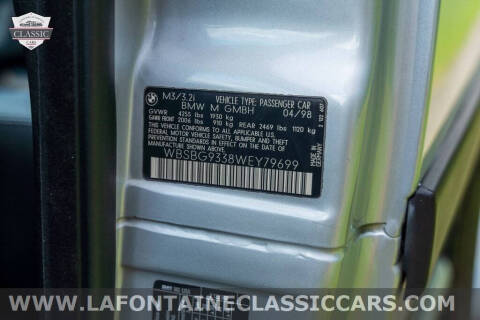 CLASSIC
CARS
M3/3.2i VEHICLE TYPE: PASSENGER CAR
BMW M GMBH 04/98
GVWR 4255 lbs 1930 kg
GAWR FRONT 2006 lbs 910 kg REAR 2469 lbs 1120 kg
THIS VEHICLE CONFORMS TO ALL APPLICABLE
FEDERAL MOTOR VEHICLE SAFETY,
BUMPER AND THEFT PREVENTION
STANDARDS IN EFFECT ON THE DATE OF
MANUFACTURE SHOWN ABOVE.
MADE IN
GERMANY
WBSBG9338WEY79699
WWW.LAFONTAINECLASSICCARS.COM